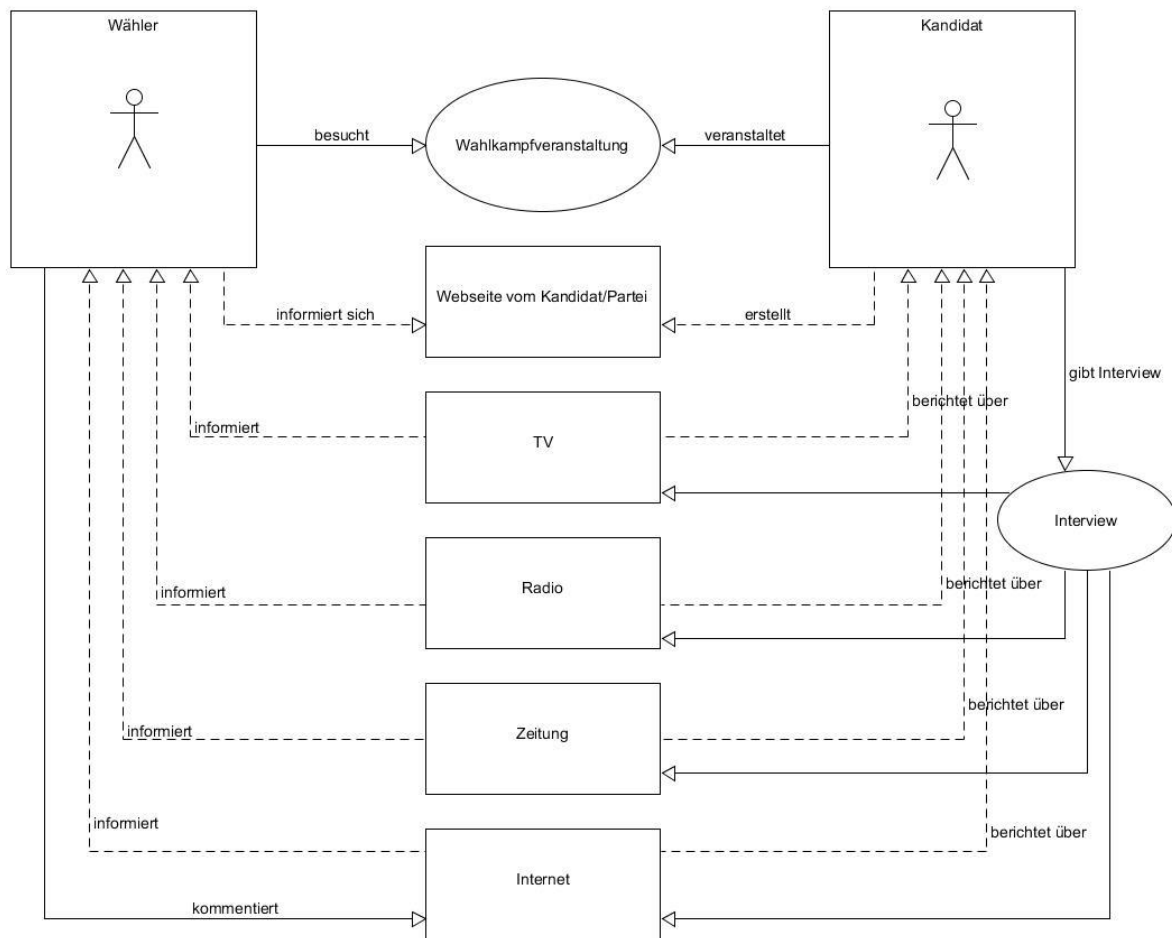 Wähler
Kandidat
besucht
Wahlkampfveranstaltung
veranstaltet
Webseite vom Kandidat/Partei
informiert sich
erstellt
gibt Interview
berichtet über
informiert
TV
Interview
Radio
informiert
berichtet über
berichtet über
informiert
Zeitung
informiert
berichtet über
Internet
kommentiert